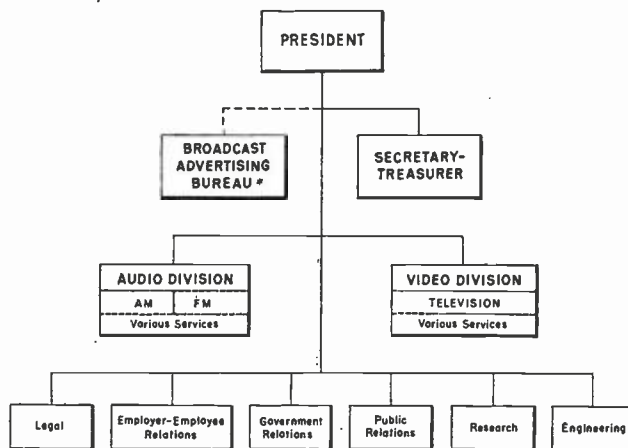 PRESIDENT
BROADCAST
ADVERTISING
BUREAU *
SECRETARY-
TREASURER
AUDIO DIVISION
AM FM
Various Services
VIDEO DIVISION
TELEVISION
Various Services
Legal
Employer-Employee
Relations
Government
Relations
Public
Relations
Research
Engineering